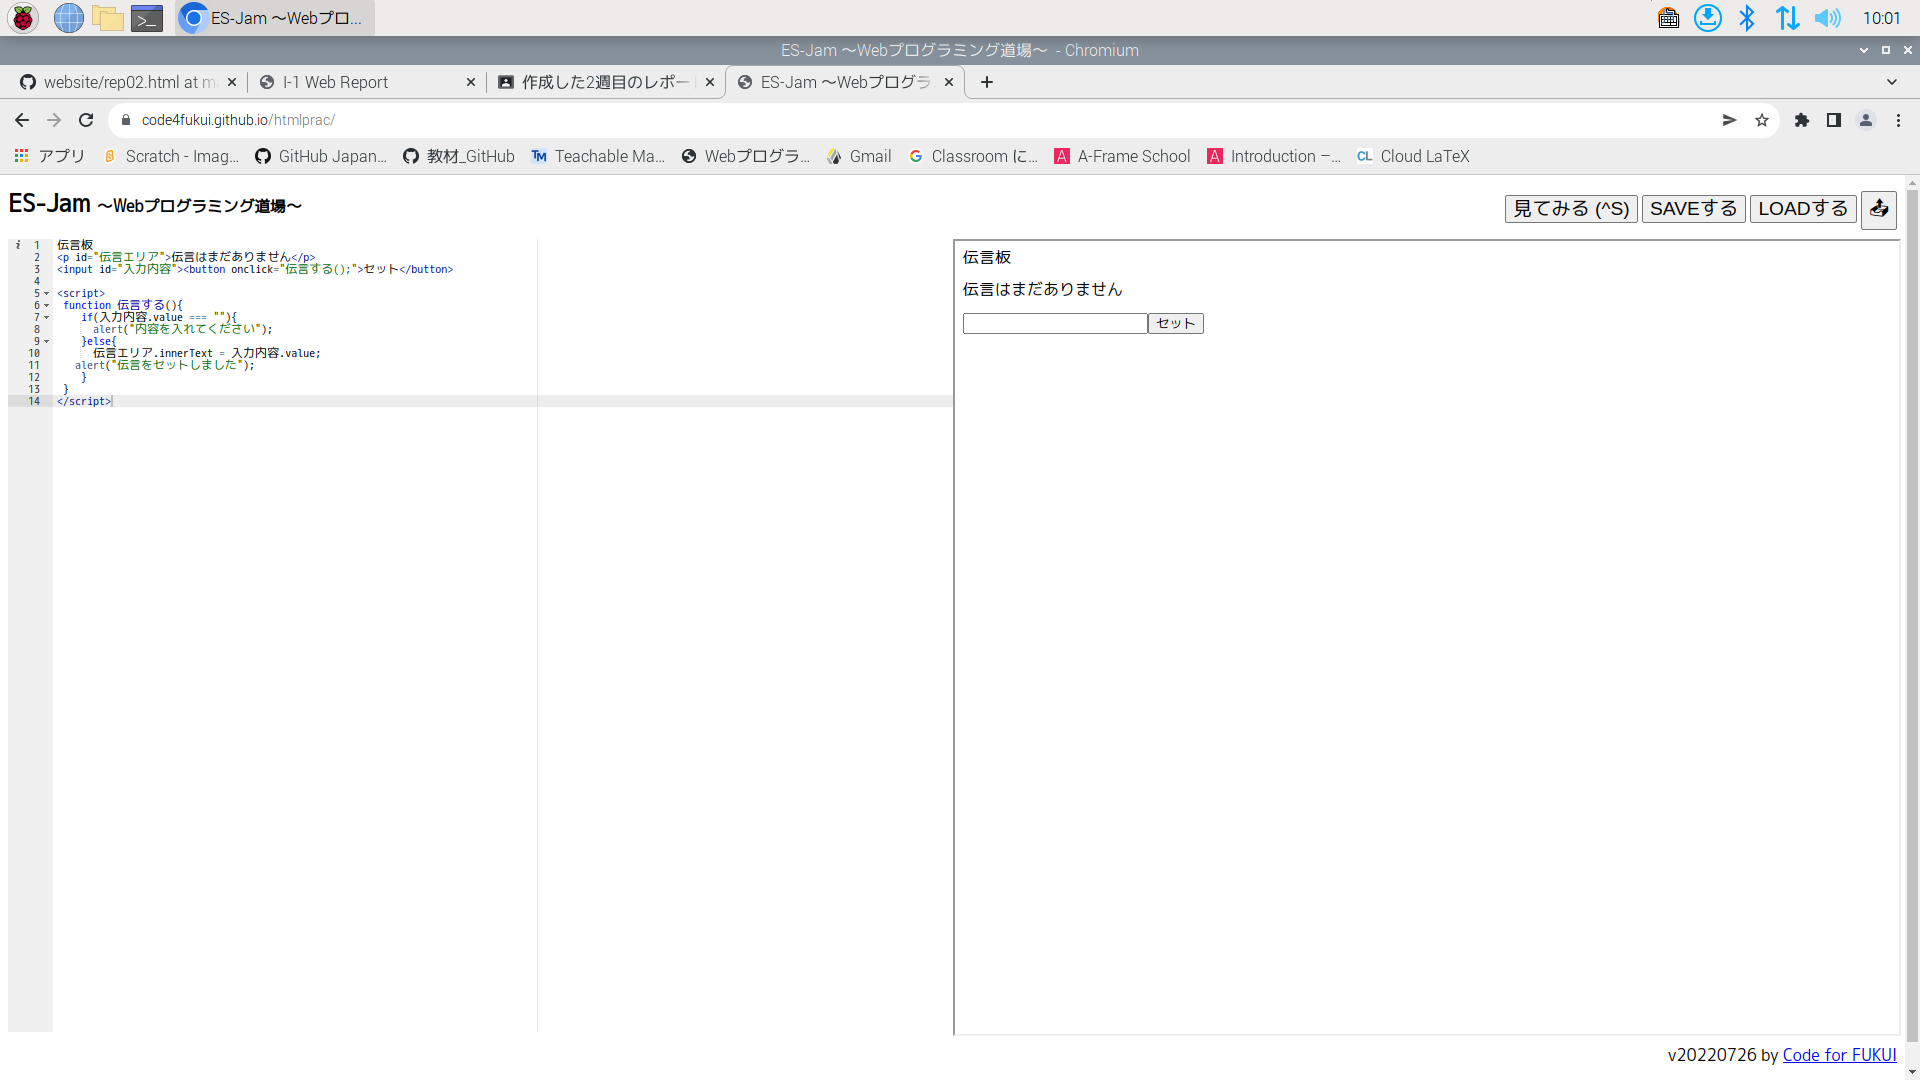 ES-Jam ～Webプロ... 10:01
ES-Jam ～Webプログラミング道場～ - Chromium
website/rep02.html at m I-1 Web Report 作成した2週目のレポー ES-Jam ～Webプログラ
code4fukui.github.io/htmlprac/
アプリ Scratch - Imag... GitHub Japan... 教材_GitHub Teachable Ma... Webプログラ... Gmail Classroom に... A-Frame School Introduction –... Cloud LaTeX
ES-Jam ～Webプログラミング道場～ 見てみる (^S) SAVEする LOADする
1 伝言板
2 <p id="伝言エリア">伝言はまだありません</p>
3 <input id="入力内容"><button onclick="伝言する();">セット</button>
4
5 <script>
6 function 伝言する(){
7 if(入力内容.value === ""){
8 alert("内容を入れてください");
9 }else{
10 伝言エリア.innerText = 入力内容.value;
11 alert("伝言をセットしました");
12 }
13 }
14 </script>
伝言板
伝言はまだありません
セット
v20220726 by Code for FUKUI